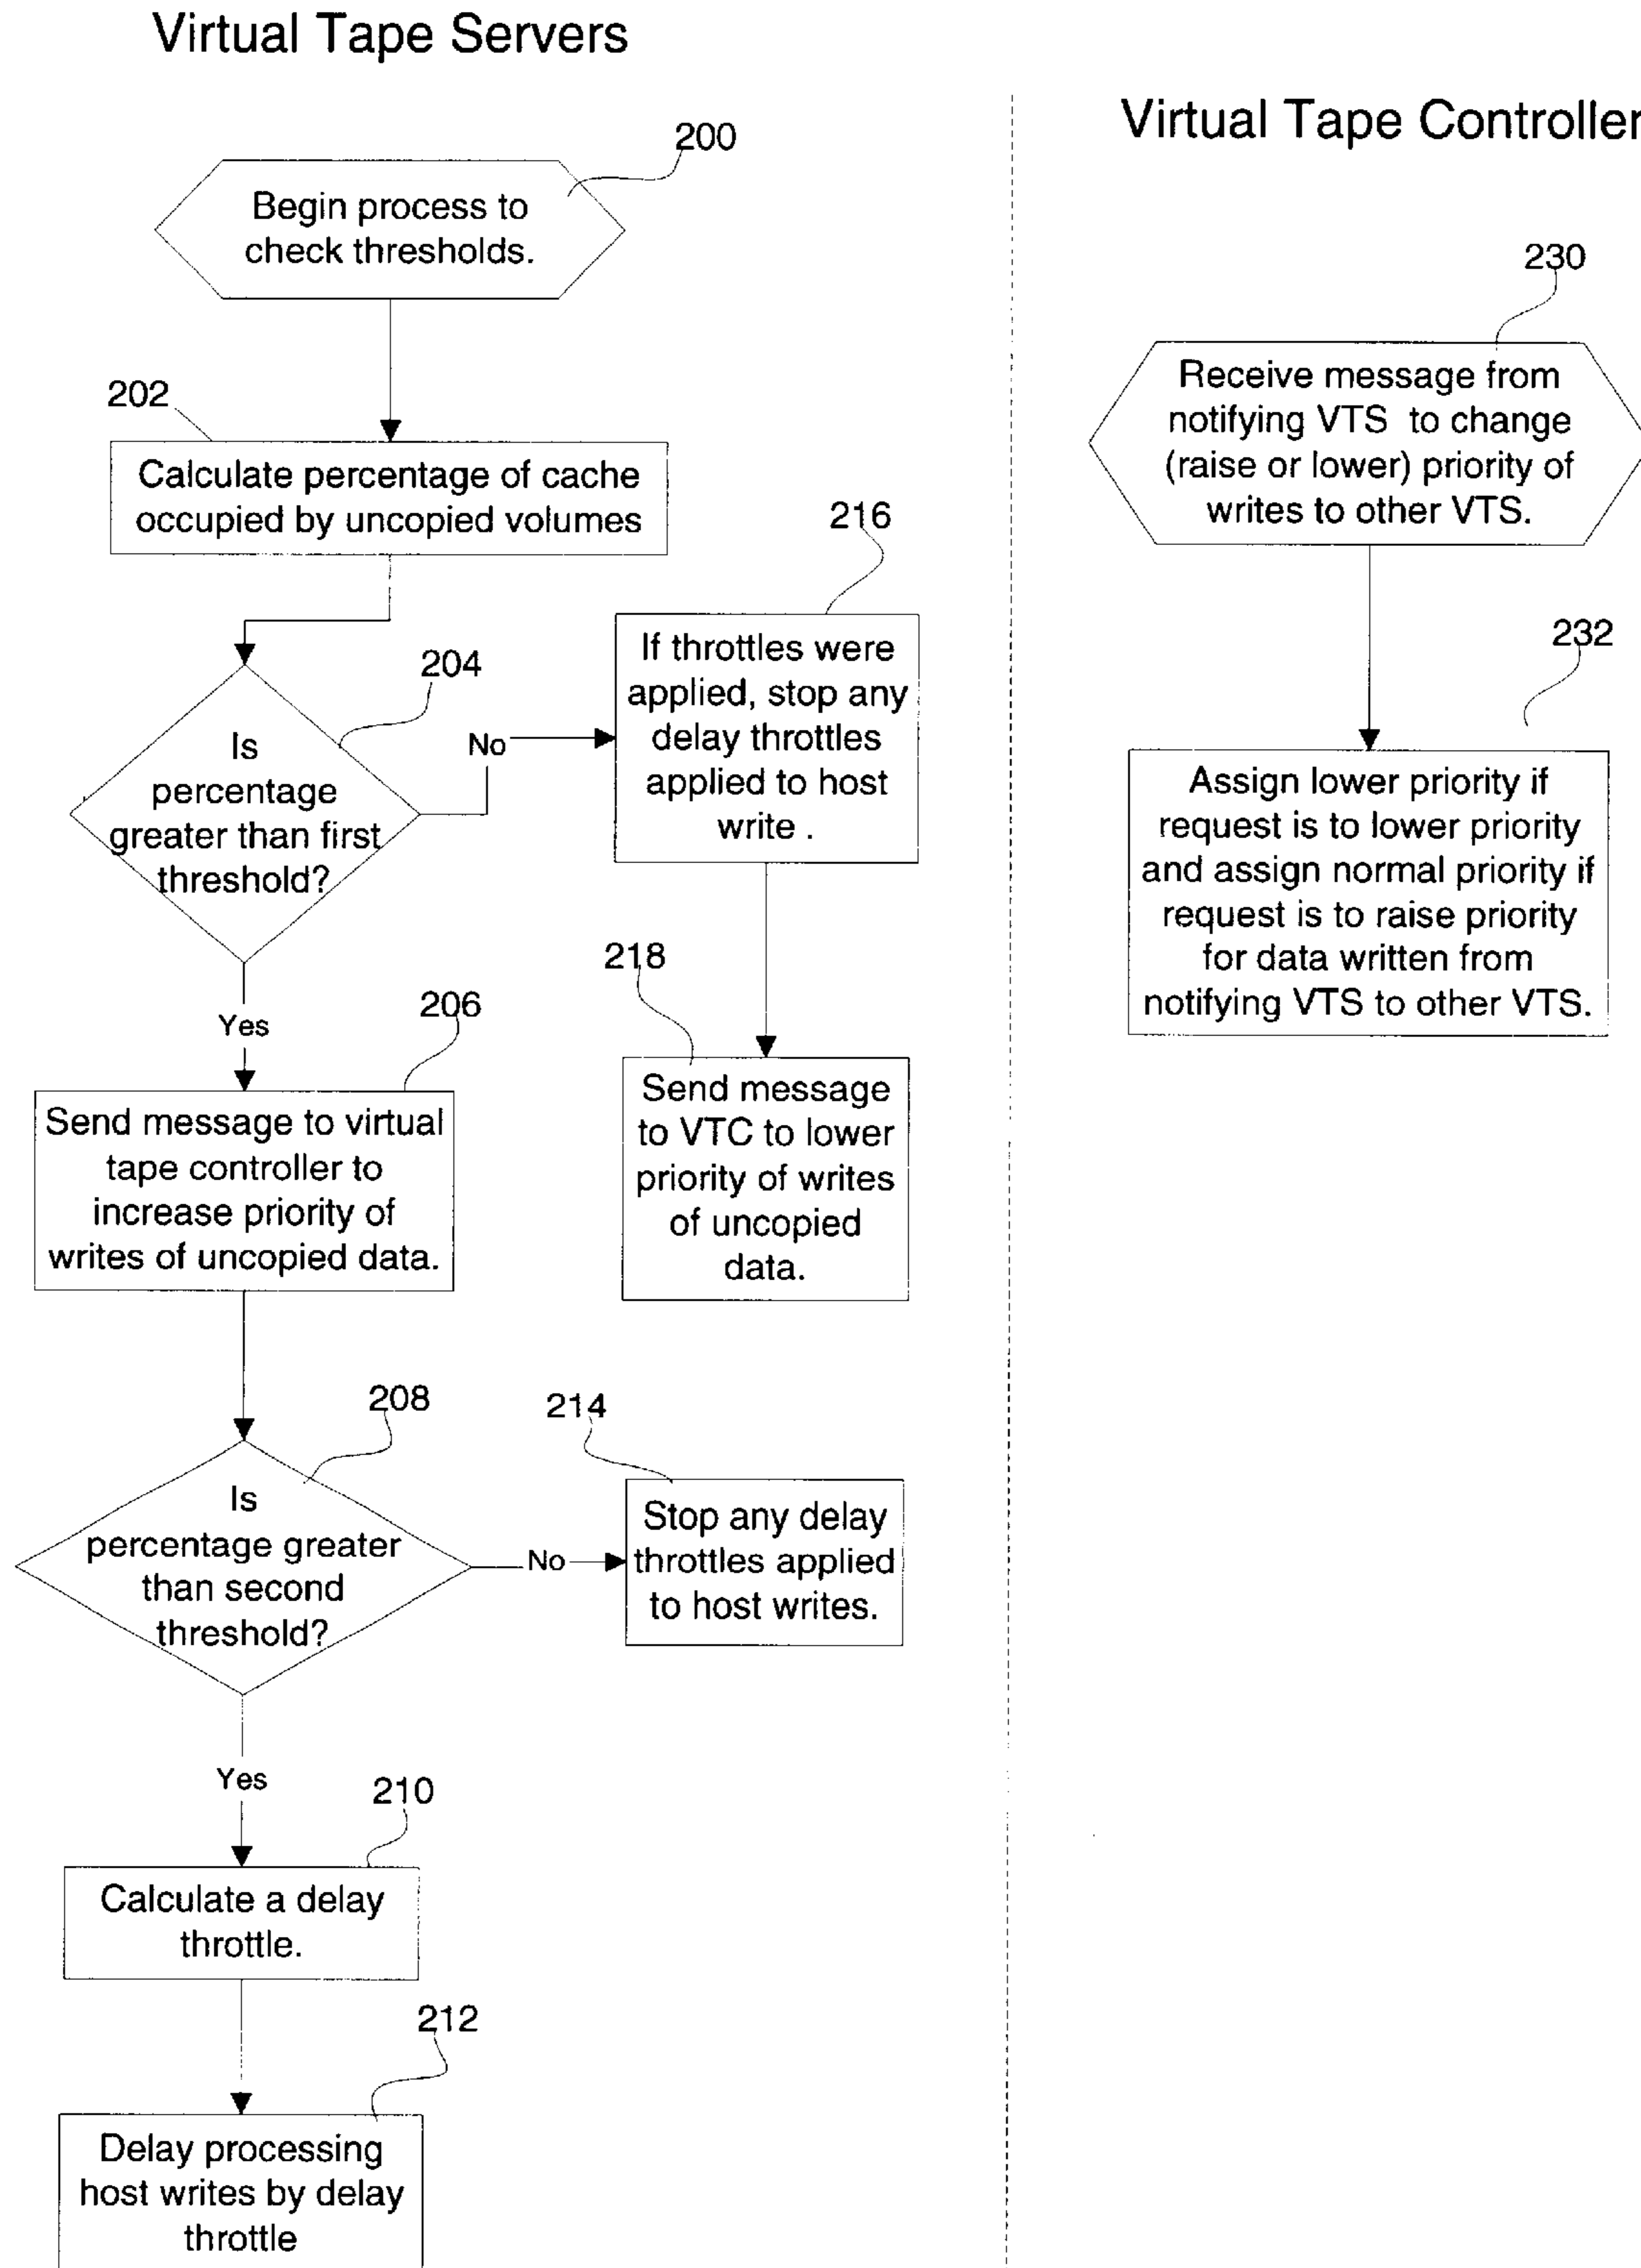 Virtual Tape Servers
200
Begin process to
check thresholds.
202
Calculate percentage of cache
occupied by uncopied volumes
204
Is
percentage
greater than first
threshold?
No
216
If throttles were
applied, stop any
delay throttles
applied to host
write .
218
Send message
to VTC to lower
priority of writes
of uncopied
data.
Yes
206
Send message to virtual
tape controller to
increase priority of
writes of uncopied data.
208
Is
percentage greater
than second
threshold?
No
214
Stop any delay
throttles applied
to host writes.
Yes
210
Calculate a delay
throttle.
212
Delay processing
host writes by delay
throttle
Virtual Tape Controller
230
Receive message from
notifying VTS to change
(raise or lower) priority of
writes to other VTS.
232
Assign lower priority if
request is to lower priority
and assign normal priority if
request is to raise priority
for data written from
notifying VTS to other VTS.